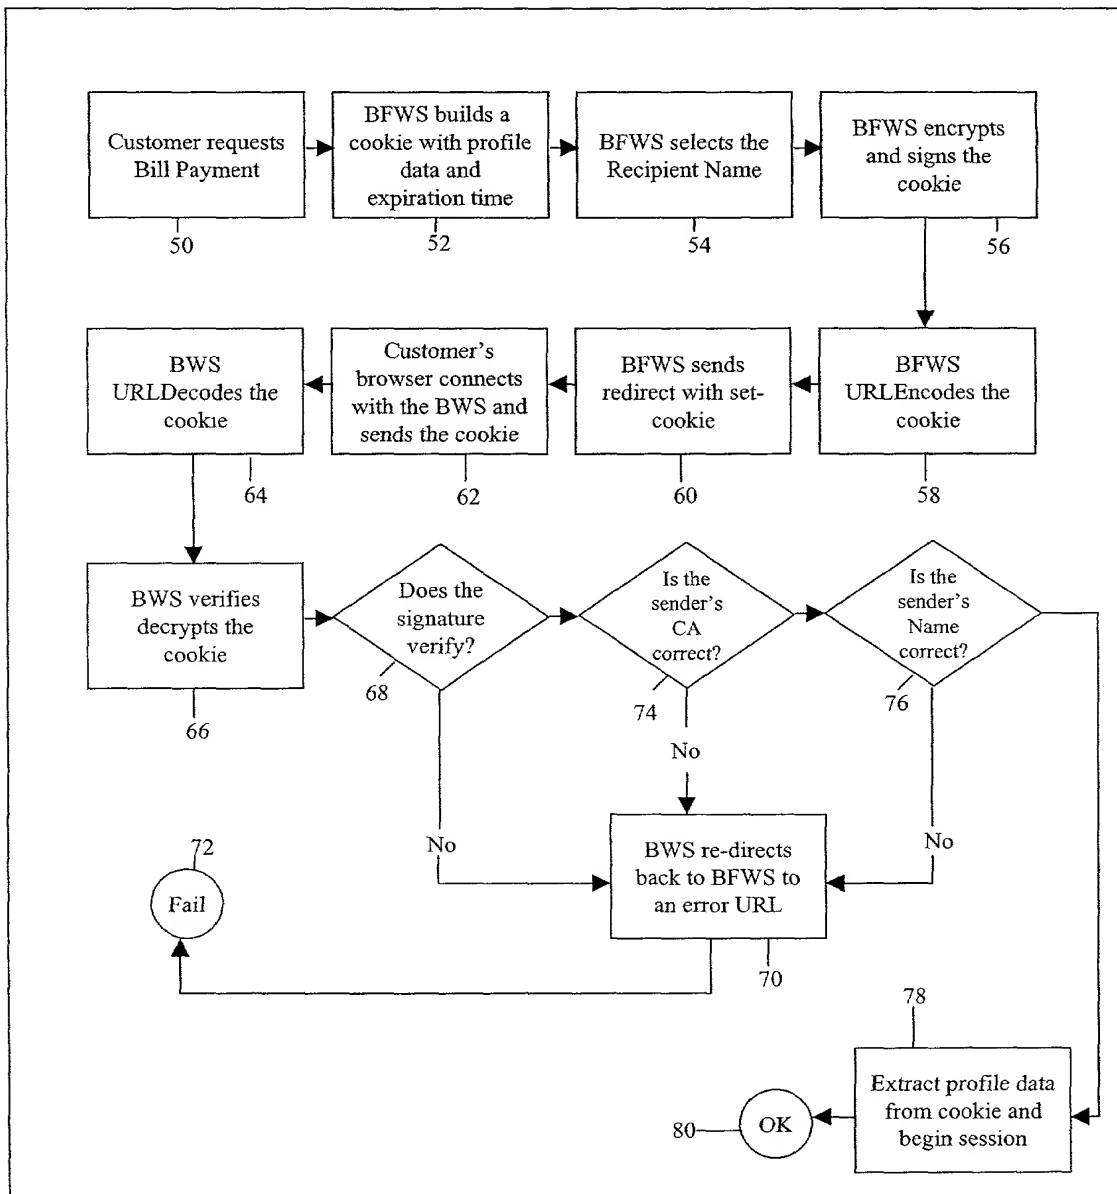 Customer requests
Bill Payment
50
BFWS builds a
cookie with profile
data and
expiration time
52
BFWS selects the
Recipient Name
54
BFWS encrypts
and signs the
cookie
56
BFWS
URLEncodes the
cookie
58
BFWS sends
redirect with set-
cookie
60
Customer's
browser connects
with the BWS and
sends the cookie
62
BWS
URLDecodes the
cookie
64
BWS verifies
decrypts the
cookie
66
Does the
signature
verify?
68
Is the
sender's
CA
correct?
74
Is the
sender's
Name
correct?
76
No
No
No
BWS re-directs
back to BFWS to
an error URL
70
72
Fail
78
Extract profile data
from cookie and
begin session
80
OK